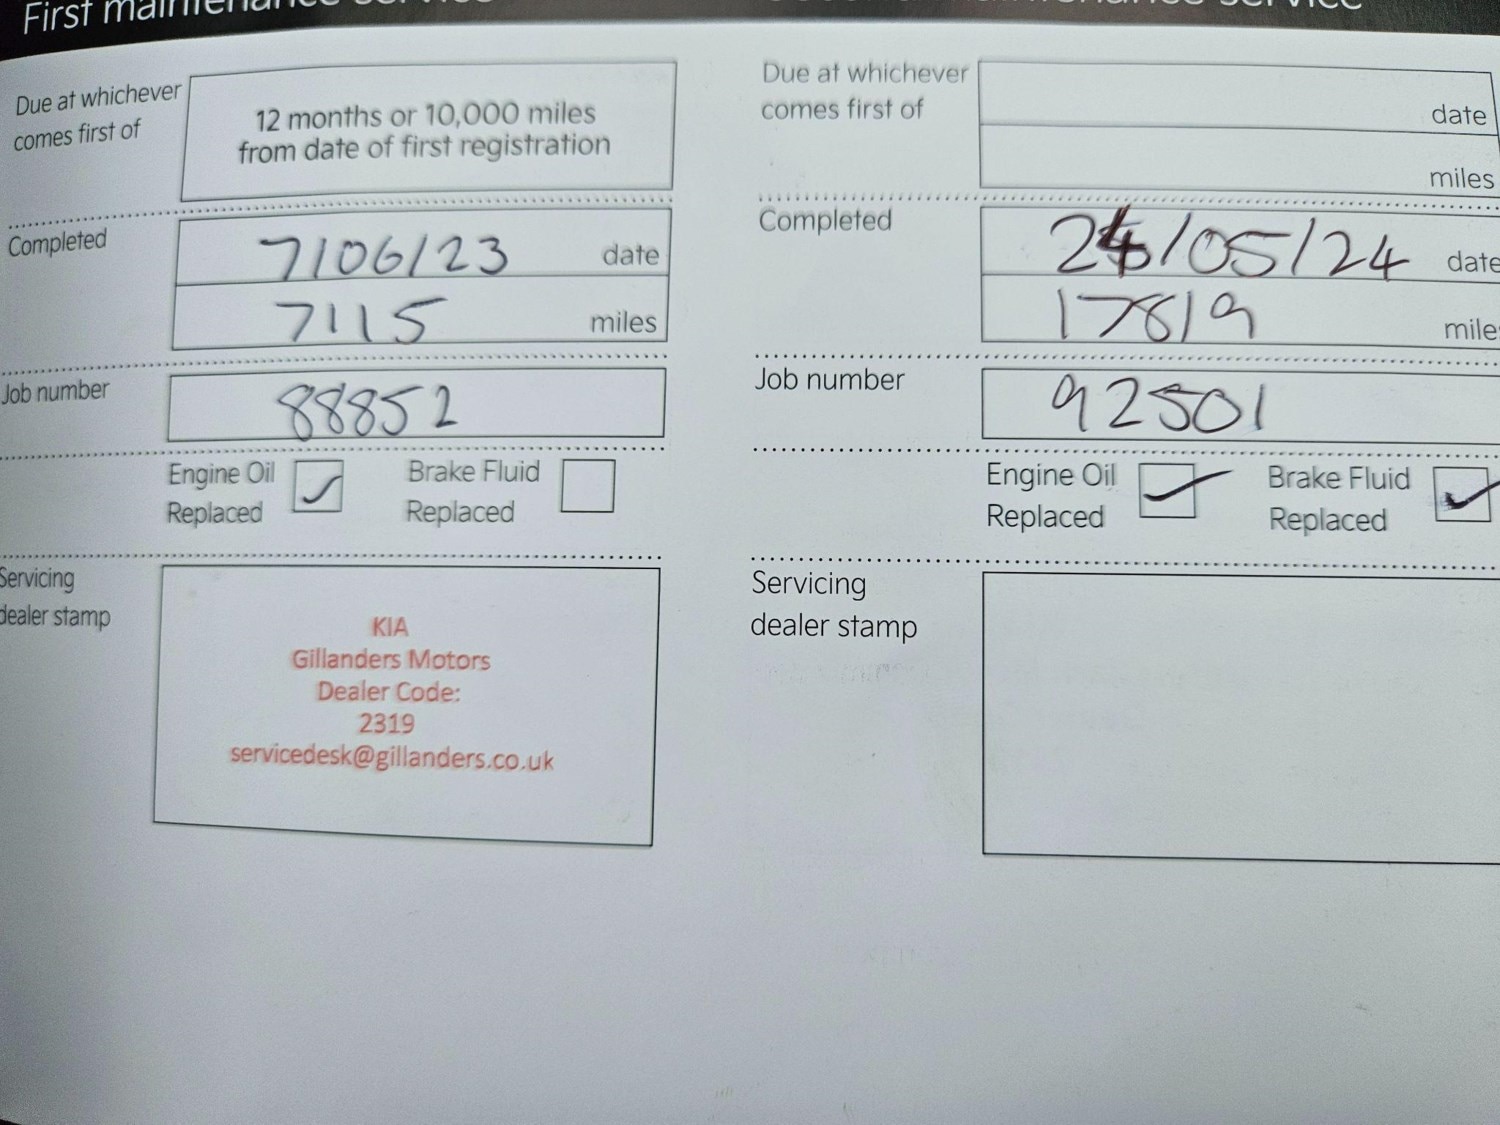 First maintenance service
Due at whichever
comes first of
12 months or 10,000 miles
from date of first registration
Completed
7/06/23 date
7115 miles
Job number
88852
Engine Oil
Replaced
Brake Fluid
Replaced
Servicing
dealer stamp
KIA
Gillanders Motors
Dealer Code:
2319
servicedesk@gillanders.co.uk
maintenance service
Due at whichever
comes first of
date
miles
Completed
24/05/24 date
17819 miles
Job number
92501
Engine Oil
Replaced
Brake Fluid
Replaced
Servicing
dealer stamp